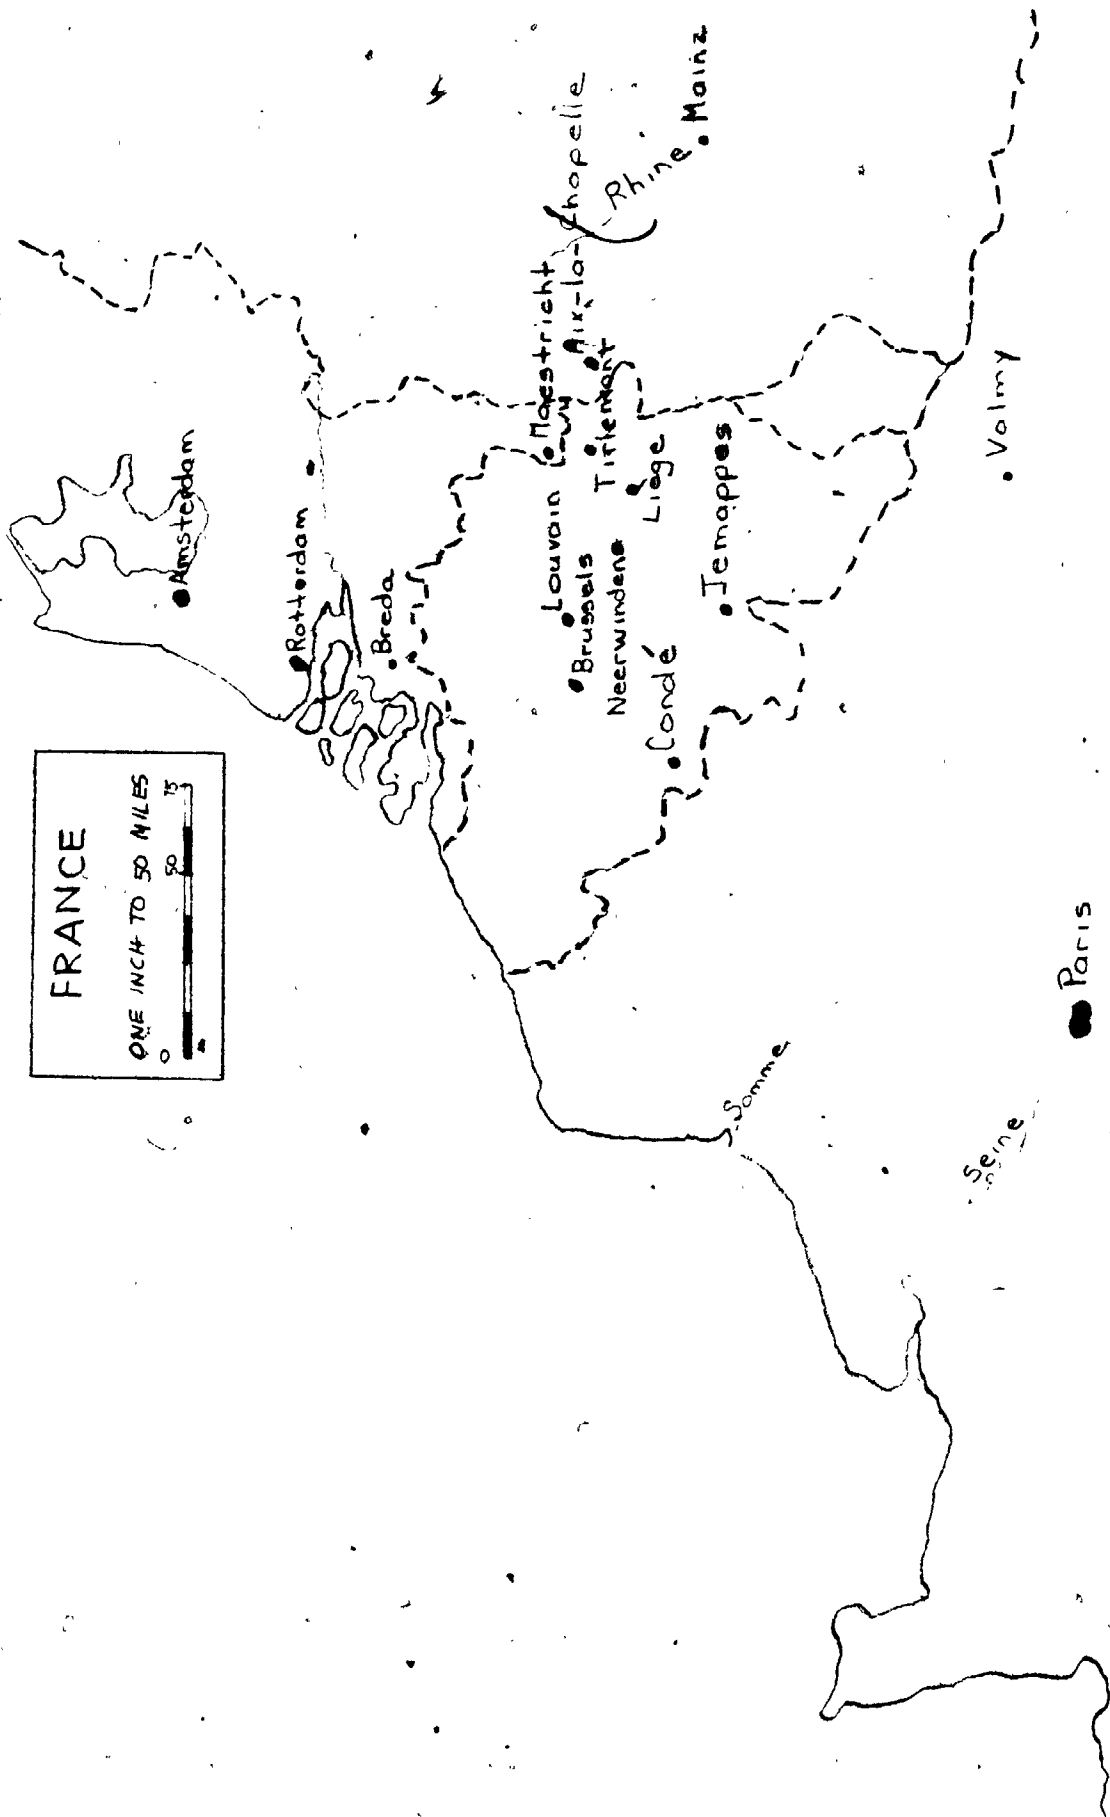 FRANCE
ONE INCH TO 50 MILES
0 50 75
Amsterdam
Rotterdam
Breda
Maestricht
Aix-la-Chapelle
Rhine
Mainz
Louvain
Tirlemont
Brussels
Liege
Neerwinden
Jemappes
Condé
Valmy
Somme
Seine
Paris